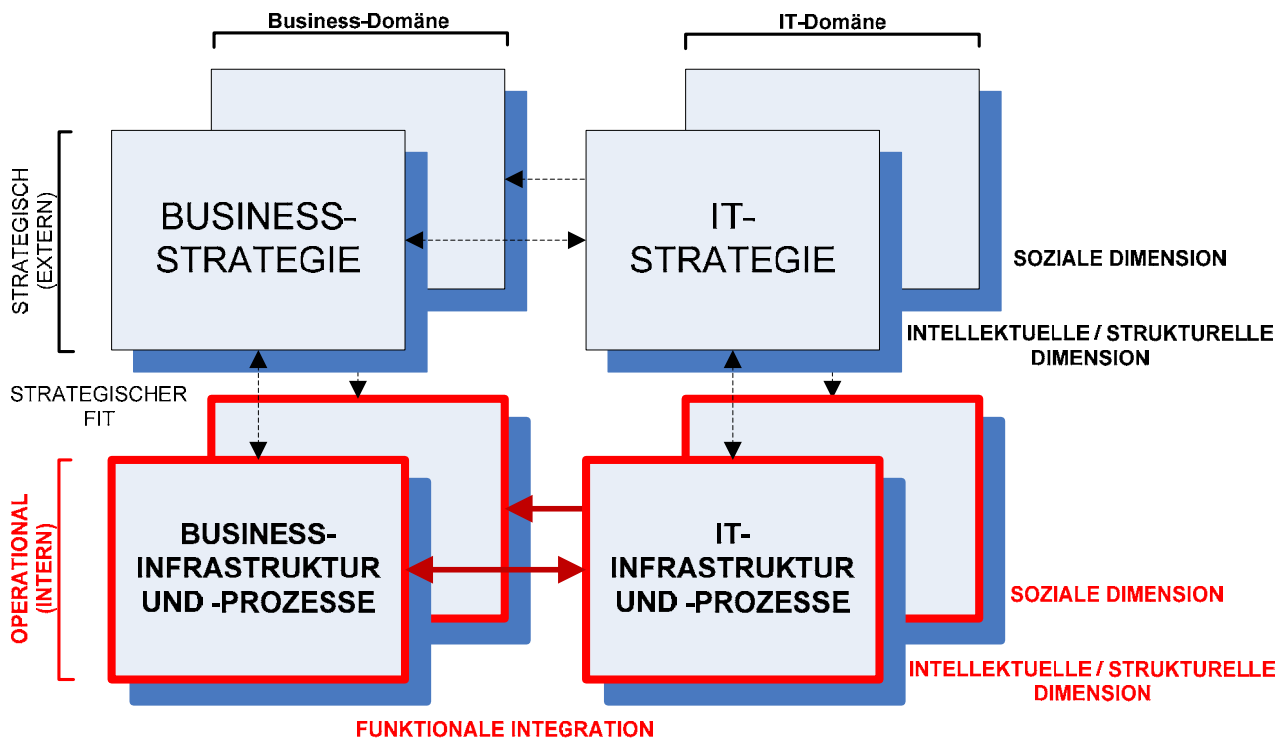 Business-Domäne
IT-Domäne
STRATEGISCH
(EXTERN)
BUSINESS-
STRATEGIE
IT-
STRATEGIE
SOZIALE DIMENSION
INTELLEKTUELLE / STRUKTURELLE
DIMENSION
STRATEGISCHER
FIT
OPERATIONAL
(INTERN)
BUSINESS-
INFRASTRUKTUR
UND -PROZESSE
IT-
INFRASTRUKTUR
UND -PROZESSE
SOZIALE DIMENSION
INTELLEKTUELLE / STRUKTURELLE
DIMENSION
FUNKTIONALE INTEGRATION